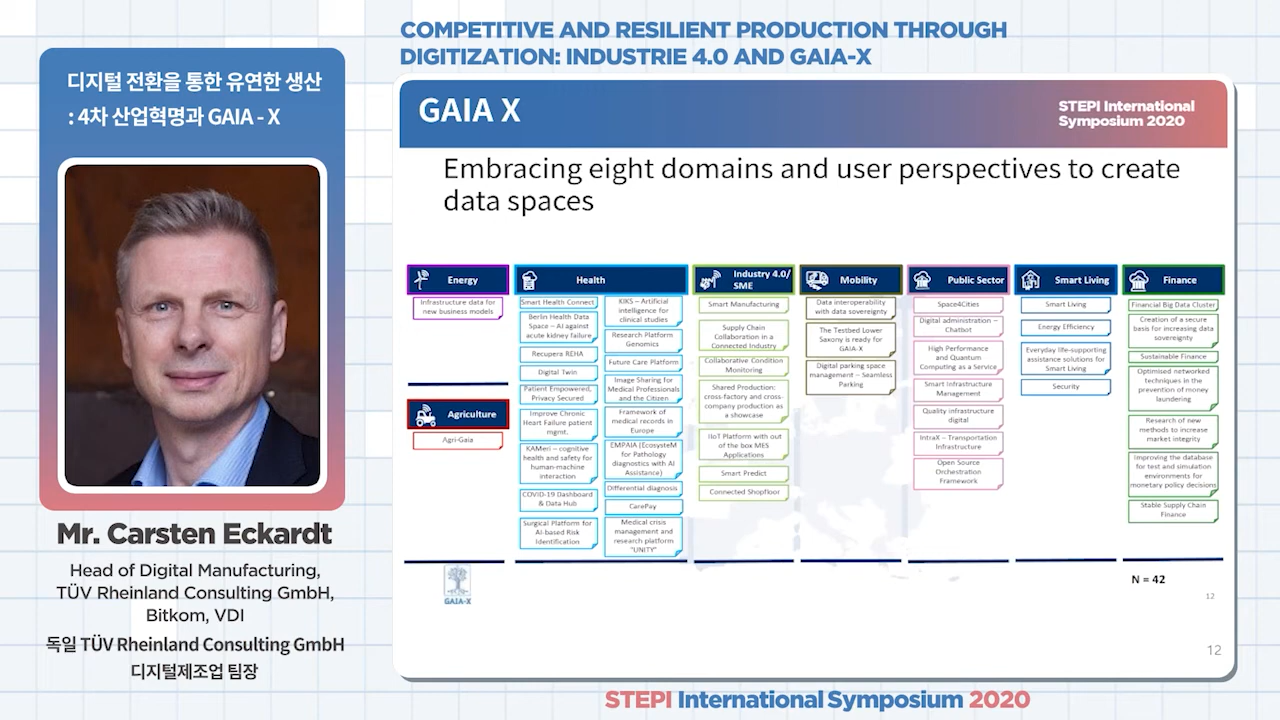 COMPETITIVE AND RESILIENT PRODUCTION THROUGH
DIGITIZATION: INDUSTRIE 4.0 AND GAIA-X
디지털 전환을 통한 유연한 생산
: 4차 산업혁명과 GAIA - X
Mr. Carsten Eckardt
Head of Digital Manufacturing,
TÜV Rheinland Consulting GmbH,
Bitkom, VDI
독일 TÜV Rheinland Consulting GmbH
디지털제조업 팀장
GAIA X
STEPI International
Symposium 2020
Embracing eight domains and user perspectives to create
data spaces
Energy
Infrastructure data for
new business models
Agriculture
Agri-Gaia
Health
Smart Health Connect
Berlin Health Data
Space – AI against
acute kidney failure
Recupera REHA
Digital Twin
Patient Empowered,
Privacy Secured
Improve Chronic
Heart Failure patient
mgmt.
KAMeri – cognitive
health and safety for
human-machine
interaction
COVID-19 Dashboard
& Data Hub
Surgical Platform for
AI-based Risk
Identification
KIKS – Artificial
intelligence for
clinical studies
Research Platform
Genomics
Future Care Platform
Image Sharing for
Medical Professionals
and the Citizen
Framework of
medical records in
Europe
EMPAIA (EcosysteM
for Pathology
diagnostics with AI
Assistance)
Differential diagnosis
CarePay
Medical crisis
management and
research platform
"UNITY"
Industry 4.0/
SME
Smart Manufacturing
Supply Chain
Collaboration in a
Connected Industry
Collaborative Condition
Monitoring
Shared Production:
cross-factory and cross-
company production as
a showcase
IIoT Platform with out
of the box MES
Applications
Smart Predict
Connected Shopfloor
Mobility
Data interoperability
with data sovereignty
The Testbed Lower
Saxony is ready for
GAIA-X
Digital parking space
management – Seamless
Parking
Public Sector
Space4Cities
Digital administration –
Chatbot
High Performance
and Quantum
Computing as a Service
Smart Infrastructure
Management
Quality infrastructure
digital
IntraX – Transportation
Infrastructure
Open Source
Orchestration
Framework
Smart Living
Smart Living
Energy Efficiency
Everyday life-supporting
assistance solutions for
Smart Living
Security
Finance
Financial Big Data Cluster
Creation of a secure
basis for increasing data
sovereignty
Sustainable Finance
Optimised networked
techniques in the
prevention of money
laundering
Research of new
methods to increase
market integrity
Improving the database
for test and simulation
environments for
monetary policy decisions
Stable Supply Chain
Finance
GAIA-X
N = 42
12
12
STEPI International Symposium 2020